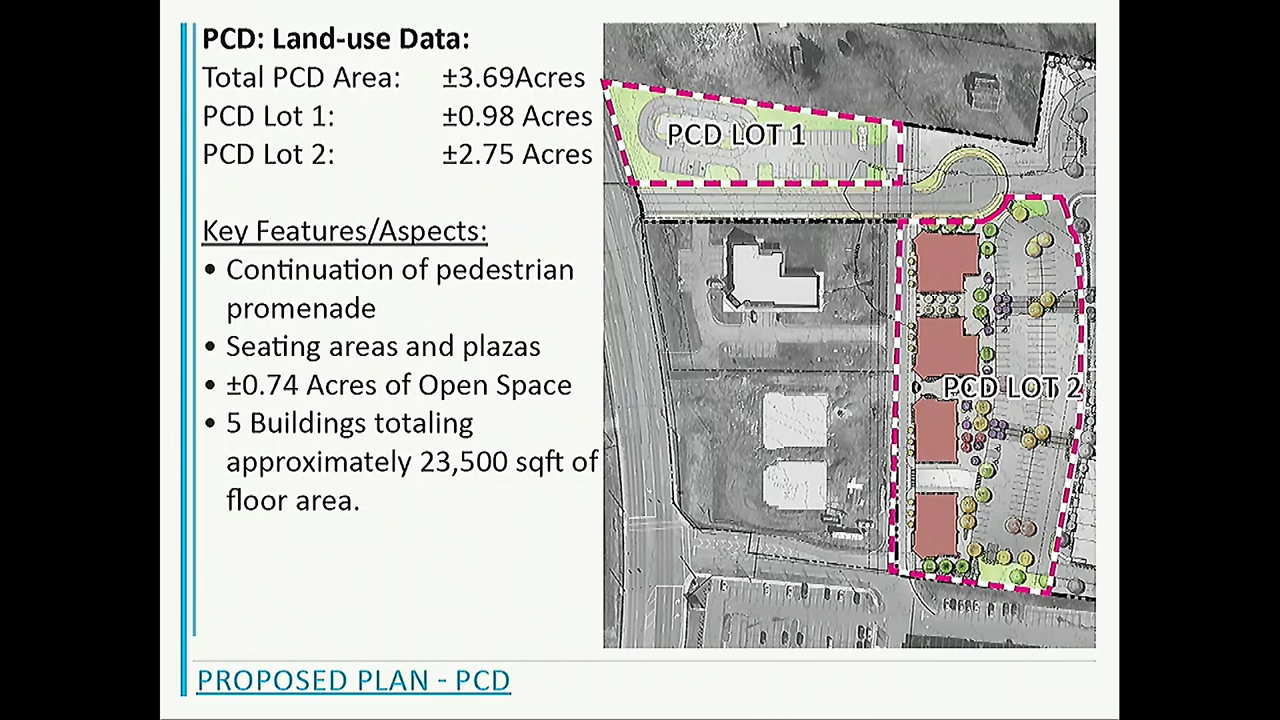 PCD: Land-use Data:
Total PCD Area: ±3.69Acres
PCD Lot 1: ±0.98 Acres
PCD Lot 2: ±2.75 Acres
Key Features/Aspects:
• Continuation of pedestrian
promenade
• Seating areas and plazas
• ±0.74 Acres of Open Space
• 5 Buildings totaling
approximately 23,500 sqft of
floor area.
PCD LOT 1
PCD LOT 2
PROPOSED PLAN - PCD